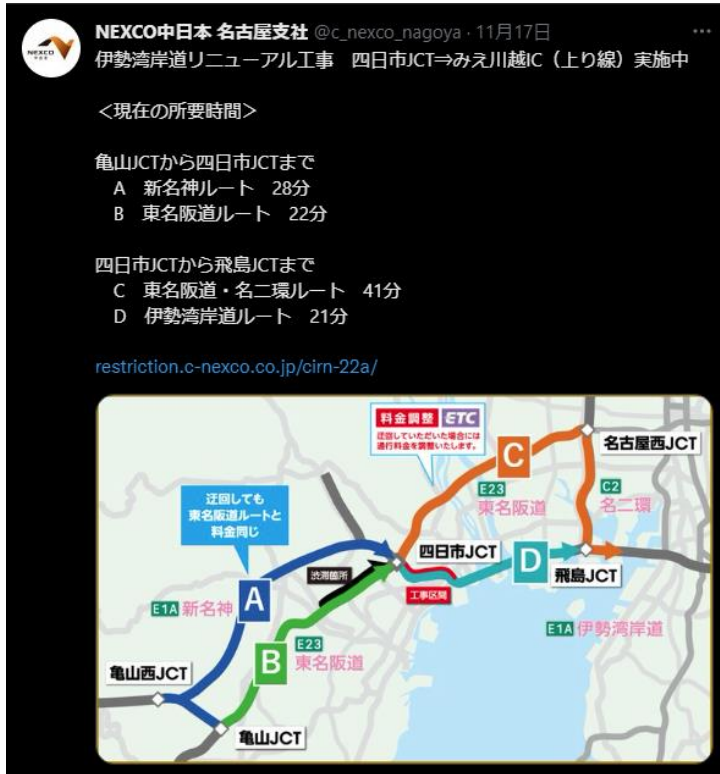 NEXCO中日本 名古屋支社 @c_nexco_nagoya · 11月17日
NEXCO
中日本
伊勢湾岸道リニューアル工事　四日市JCT⇒みえ川越IC（上り線）実施中
＜現在の所要時間＞
亀山JCTから四日市JCTまで
A　新名神ルート　28分
B　東名阪道ルート　22分
四日市JCTから飛島JCTまで
C　東名阪道・名二環ルート　41分
D　伊勢湾岸道ルート　21分
restriction.c-nexco.co.jp/cirn-22a/
料金調整 ETC
迂回していただいた場合には
通行料金を調整いたします。
C
名古屋西JCT
E23
東名阪道
C2
名二環
迂回しても
東名阪道ルートと
料金同じ
四日市JCT
D
飛島JCT
渋滞箇所
工事区間
E1A 新名神
A
E1A 伊勢湾岸道
B
E23
東名阪道
亀山西JCT
亀山JCT